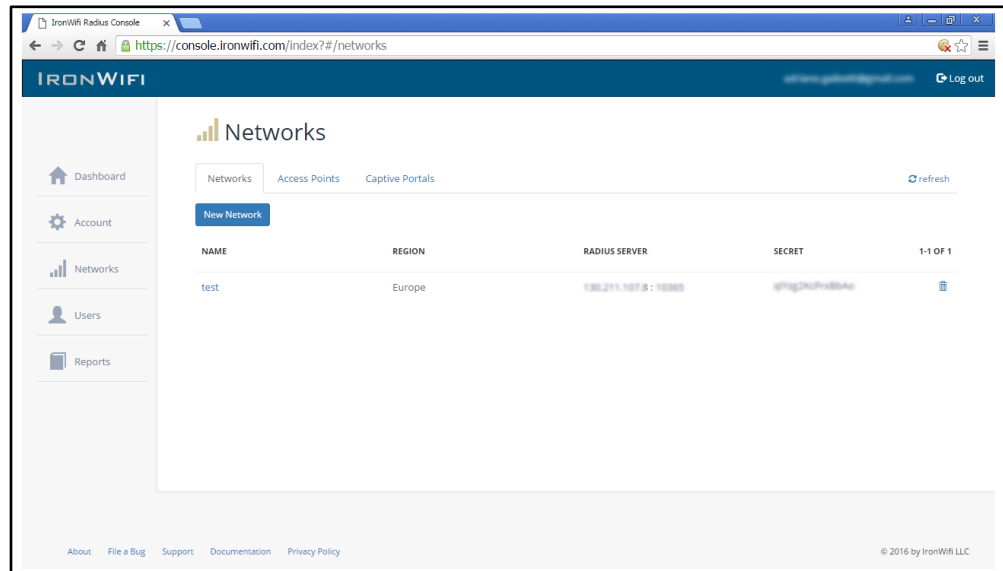 IronWifi Radius Console
https://console.ironwifi.com/index?#/networks
IRONWIFI
Log out
Networks
Dashboard
Account
Networks
Users
Reports
Networks Access Points Captive Portals refresh
New Network
NAME REGION RADIUS SERVER SECRET 1-1 OF 1
test Europe
About File a Bug Support Documentation Privacy Policy © 2016 by IronWifi LLC